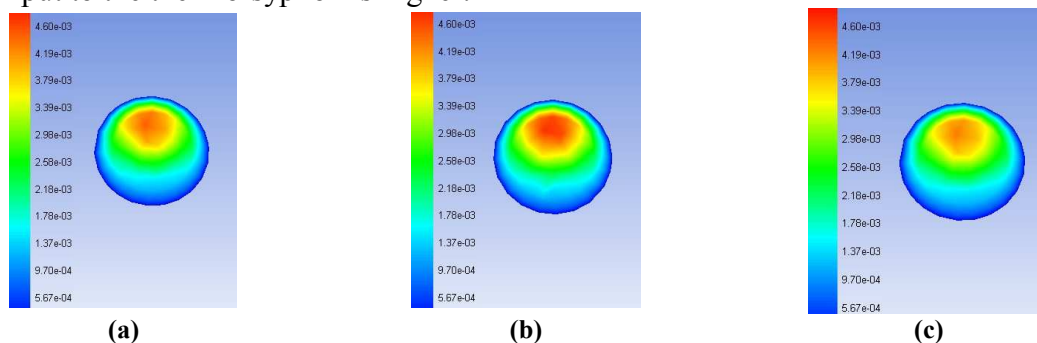 put to the
4.60e-03
4.19e-03
3.79e-03
3.39e-03
2.98e-03
2.58e-03
2.18e-03
1.78e-03
1.37e-03
9.70e-04
5.67e-04
(a)
4.60e-03
4.19e-03
3.79e-03
3.39e-03
2.98e-03
2.58e-03
2.18e-03
1.78e-03
1.37e-03
9.70e-04
5.67e-04
(b)
4.60e-03
4.19e-03
3.79e-03
3.39e-03
2.98e-03
2.58e-03
2.18e-03
1.78e-03
1.37e-03
9.70e-04
5.67e-04
(c)